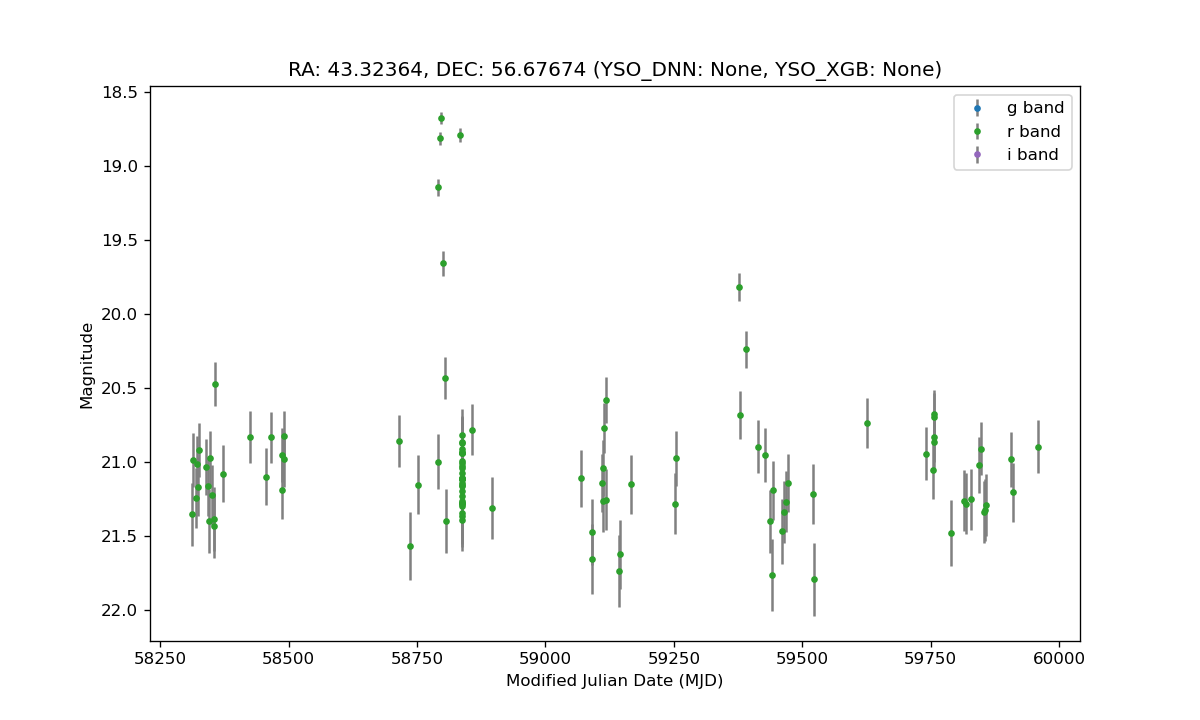 RA: 43.32364, DEC: 56.67674 (YSO_DNN: None, YSO_XGB: None)
g band
r band
i band
18.5
19.0
19.5
20.0
20.5
21.0
21.5
22.0
Magnitude
58250 58500 58750 59000 59250 59500 59750 60000
Modified Julian Date (MJD)